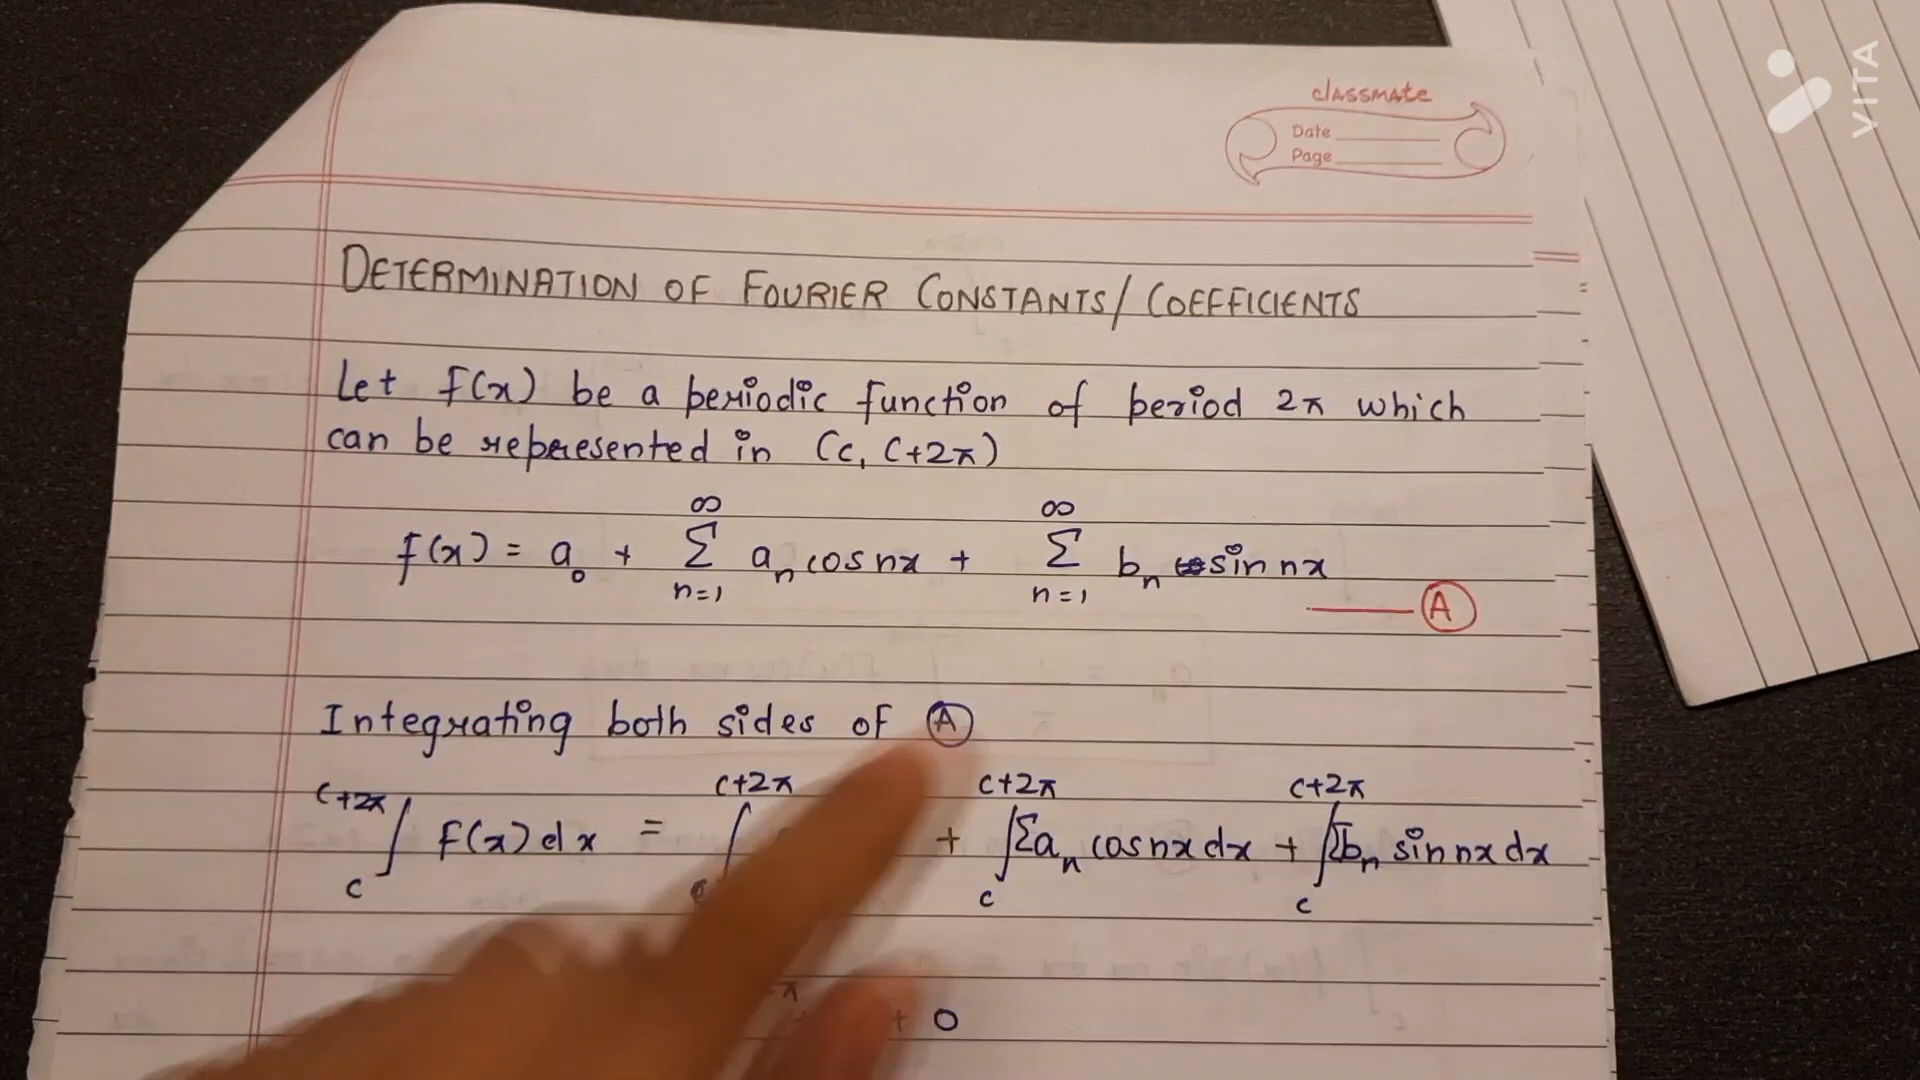 classmate
Date
Page
VITA
DETERMINATION OF FOURIER CONSTANTS/COEFFICIENTS
Let f(x) be a periodic function of period 2π which
can be represented in (c, c+2π)
f(x) = a₀ + ∑_{n=1}^{∞} aₙ cos nx + ∑_{n=1}^{∞} bₙ sin nx
A
Integrating both sides of A
∫_{c}^{c+2π} f(x) dx = ∫_{c}^{c+2π} + ∫_{c}^{c+2π} Σaₙ cos nx dx + ∫_{c}^{c+2π} Σbₙ sin nx dx
+ 0